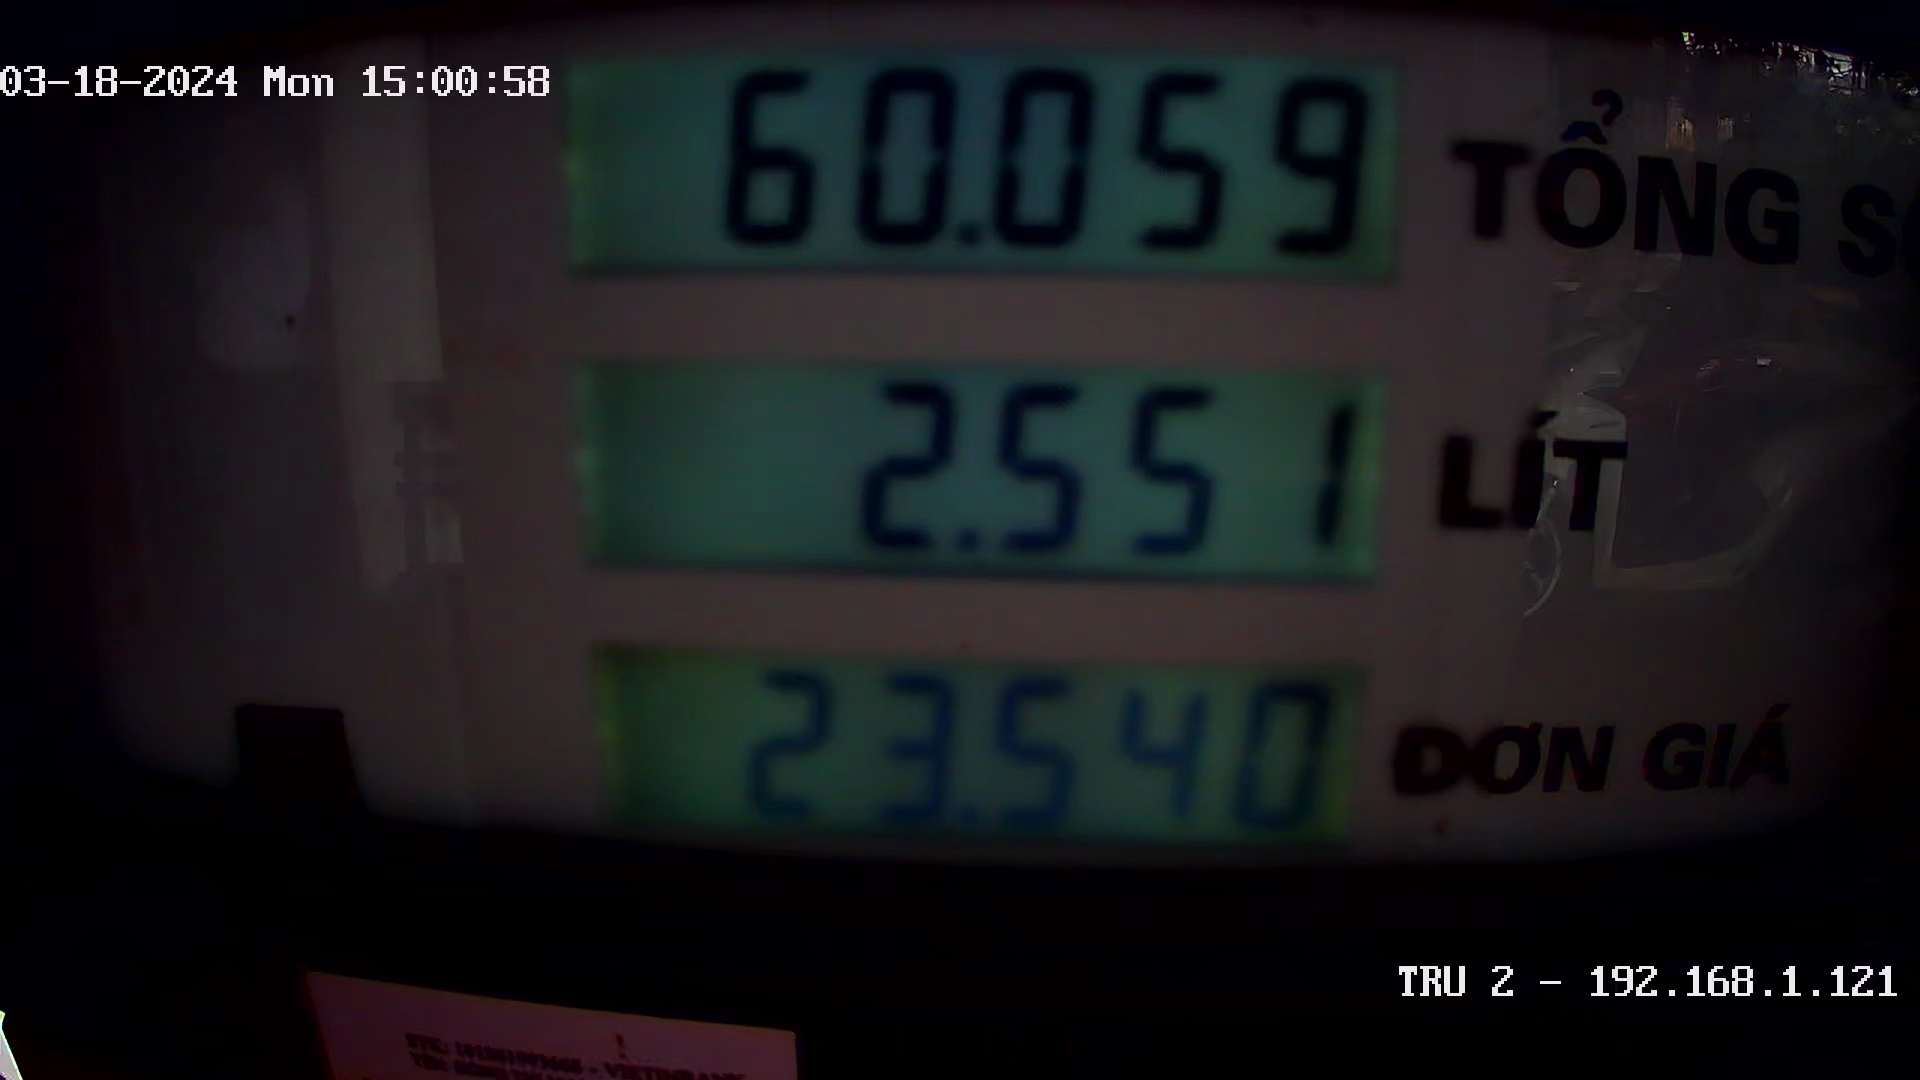 03-18-2024 Mon 15:00:58
60.059
TỔNG S
2.551
LÍT
23.540
ĐƠN GIÁ
TRU 2 - 192.168.1.121
- VIETINBANK